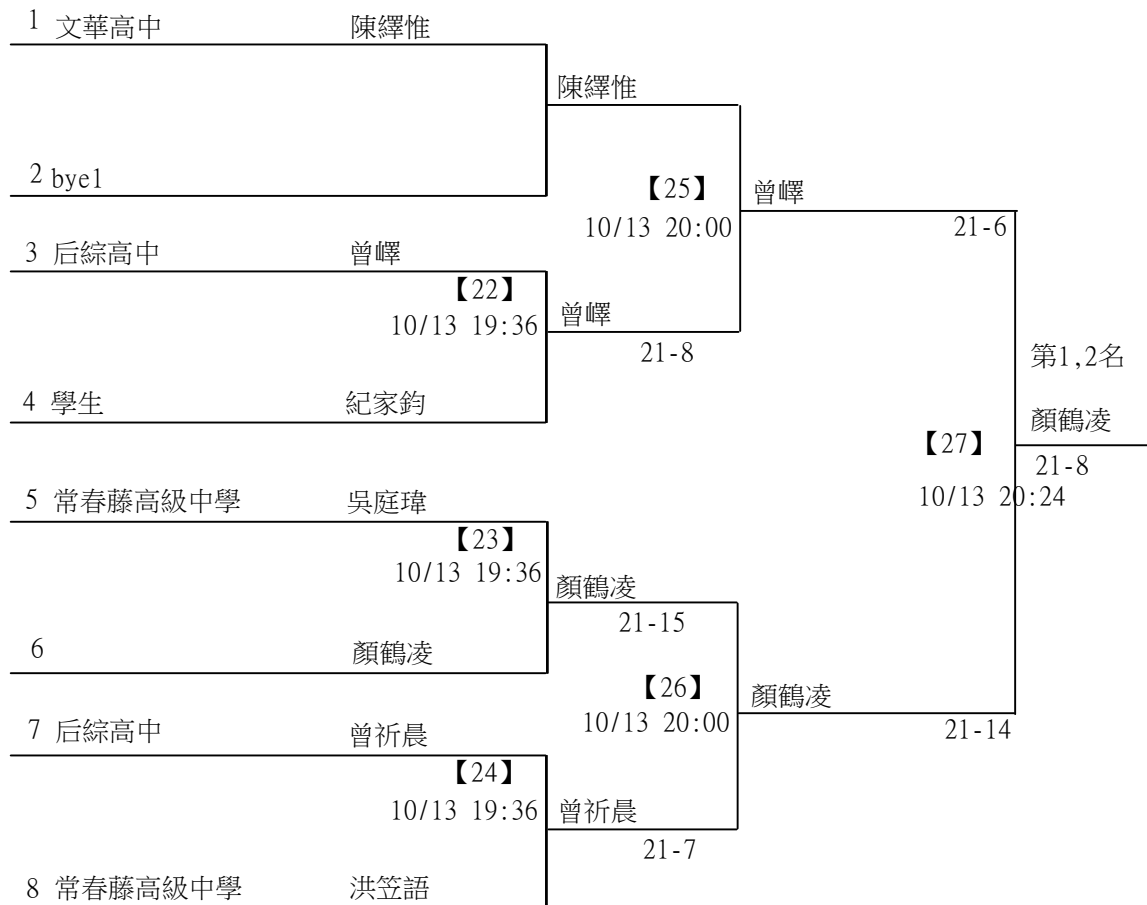 1 文華高中 陳繹惟
陳繹惟
2 bye1
【25】
曾嶧
10/13 20:00
21-6
3 后綜高中 曾嶧
【22】
10/13 19:36
曾嶧
21-8
第1,2名
4 學生 紀家鈞
顏鶴凌
【27】
21-8
10/13 20:24
5 常春藤高級中學 吳庭瑋
【23】
10/13 19:36
顏鶴凌
21-15
6 顏鶴凌
【26】
顏鶴凌
10/13 20:00
21-14
7 后綜高中 曾祈晨
【24】
10/13 19:36
曾祈晨
21-7
8 常春藤高級中學 洪笠語